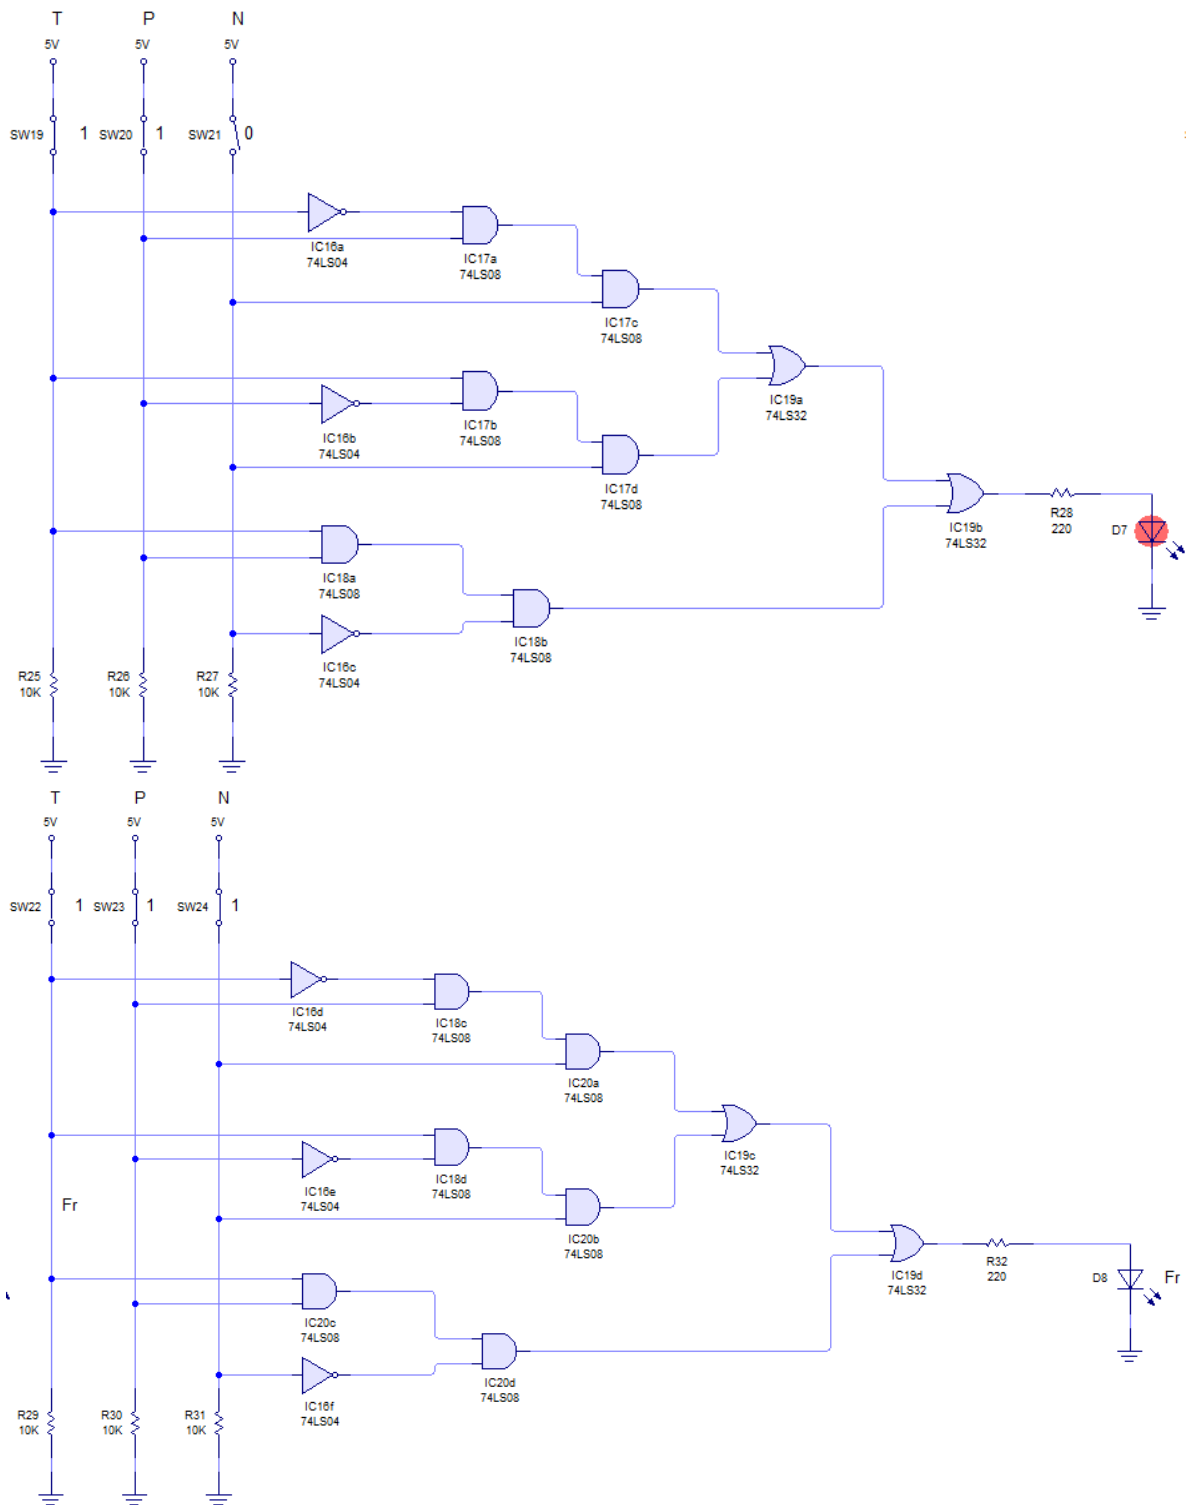 T P N
5V 5V 5V
SW19 1 SW20 1 SW21 0
IC16a
74LS04
IC17a
74LS08
IC17c
74LS08
IC19a
74LS32
IC16b
74LS04
IC17b
74LS08
IC17d
74LS08
IC19b
74LS32
R28
220
D7
IC18a
74LS08
IC18b
74LS08
IC16c
74LS04
R25
10K
R26
10K
R27
10K
T P N
5V 5V 5V
SW22 1 SW23 1 SW24 1
IC16d
74LS04
IC18c
74LS08
IC20a
74LS08
IC19c
74LS32
IC16e
74LS04
IC18d
74LS08
Fr
IC20b
74LS08
IC19d
74LS32
R32
220
D8 Fr
IC20c
74LS08
IC20d
74LS08
IC16f
74LS04
R29
10K
R30
10K
R31
10K